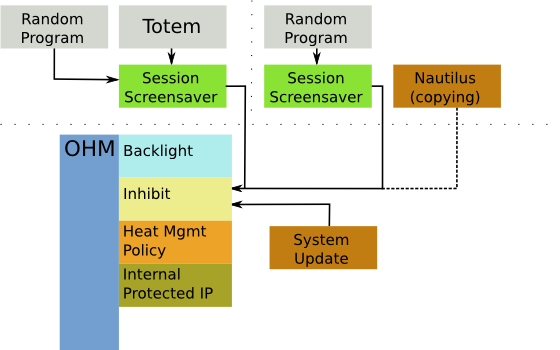 Random
Program
Totem
Random
Program
Session
Screensaver
Session
Screensaver
Nautilus
(copying)
OHM
Backlight
Inhibit
Heat Mgmt
Policy
Internal
Protected IP
System
Update